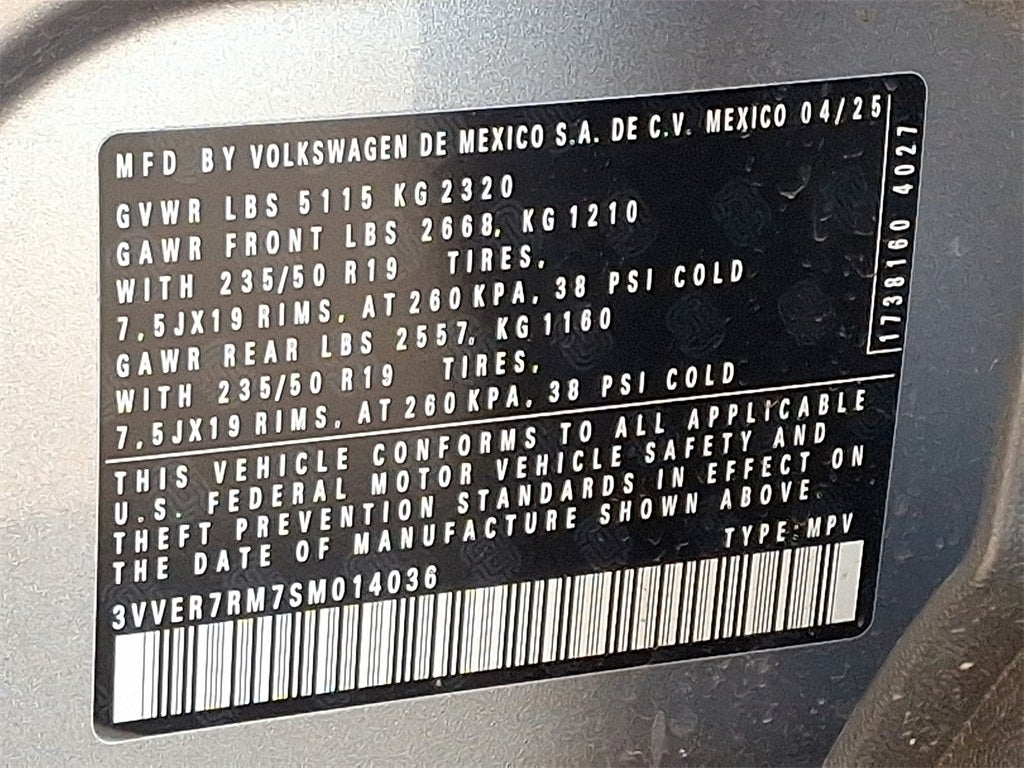 MFD BY VOLKSWAGEN DE MEXICO S.A. DE C.V. MEXICO 04/25
GVWR LBS 5115 KG 2320
GAWR FRONT LBS 2668, KG 1210
WITH 235/50 R19 TIRES,
7,5JX19 RIMS, AT 260 KPA, 38 PSI COLD
GAWR REAR LBS 2557, KG 1160
WITH 235/50 R19 TIRES,
7,5JX19 RIMS, AT 260 KPA, 38 PSI COLD
1738160 4027
THIS VEHICLE CONFORMS TO ALL APPLICABLE
U.S. FEDERAL MOTOR VEHICLE SAFETY AND
THEFT PREVENTION STANDARDS IN EFFECT ON
THE DATE OF MANUFACTURE SHOWN ABOVE.
TYPE: MPV
3VVER7RM7SM014036